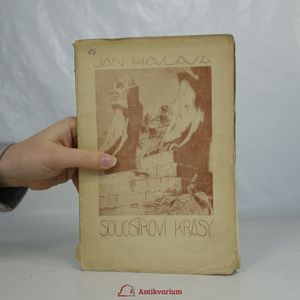 JAN HAVLASA
SOUOSTROVÍ KRÁSY
Antikvarium